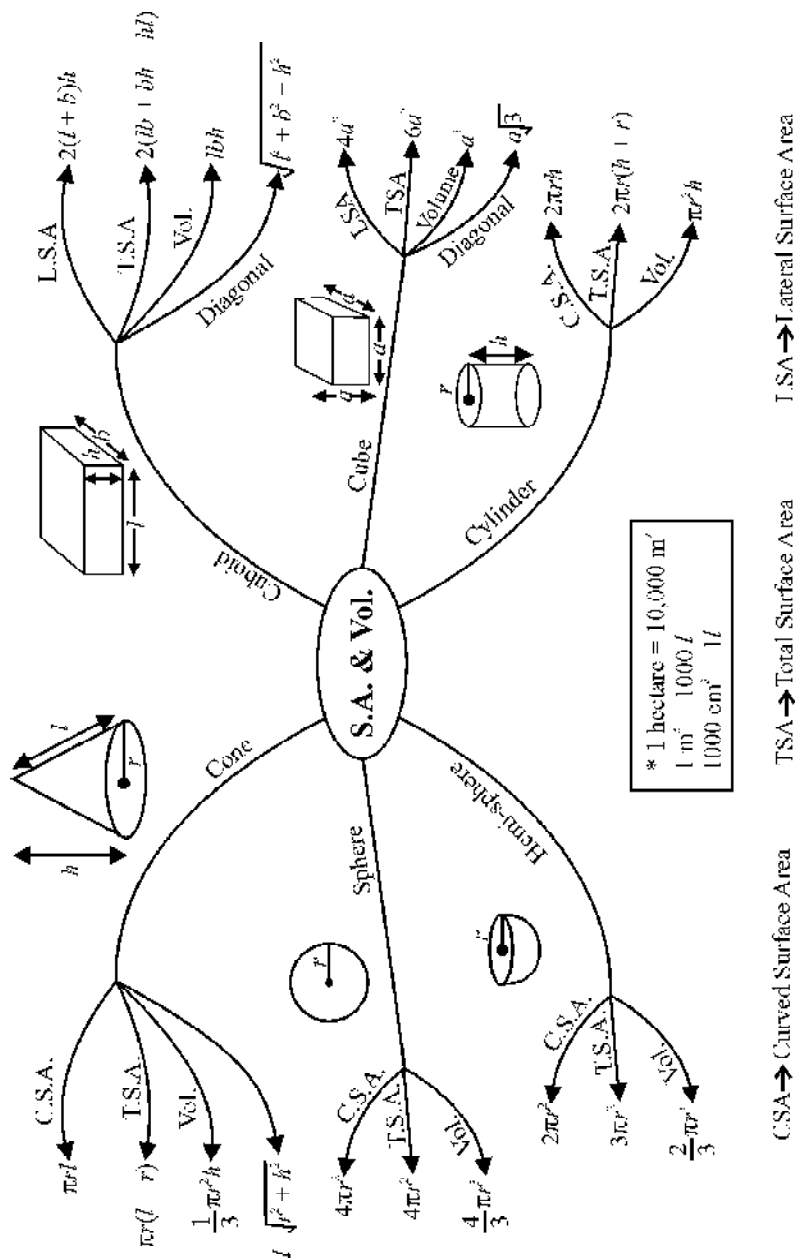 S.A. & Vol.
Cone
h
l
r
C.S.A.
πrl
T.S.A.
πr(l r)
Vol.
1/3 πr²h
l √r² + h²
Sphere
r
C.S.A.
4πr²
T.S.A.
4πr²
Vol.
4/3 πr³
Hemi-sphere
r
C.S.A.
2πr²
T.S.A.
3πr²
Vol.
2/3 πr³
Cuboid
l
b
h
L.S.A
2(l + b)h
T.S.A
2(lb + bh hl)
Vol.
lbh
Diagonal
√l² + b² - h²
Cube
a
a
a
LSA
4a²
TSA
6a²
Volume
a³
Diagonal
a√3
Cylinder
r
h
C.S.A.
2πrh
T.S.A
2πr(h + r)
Vol.
πr²h
* 1 hectare = 10,000 m²
1 m³ 1000 l
1000 cm³ 1l
CSA→Curved Surface Area
TSA→Total Surface Area
LSA→Lateral Surface Area